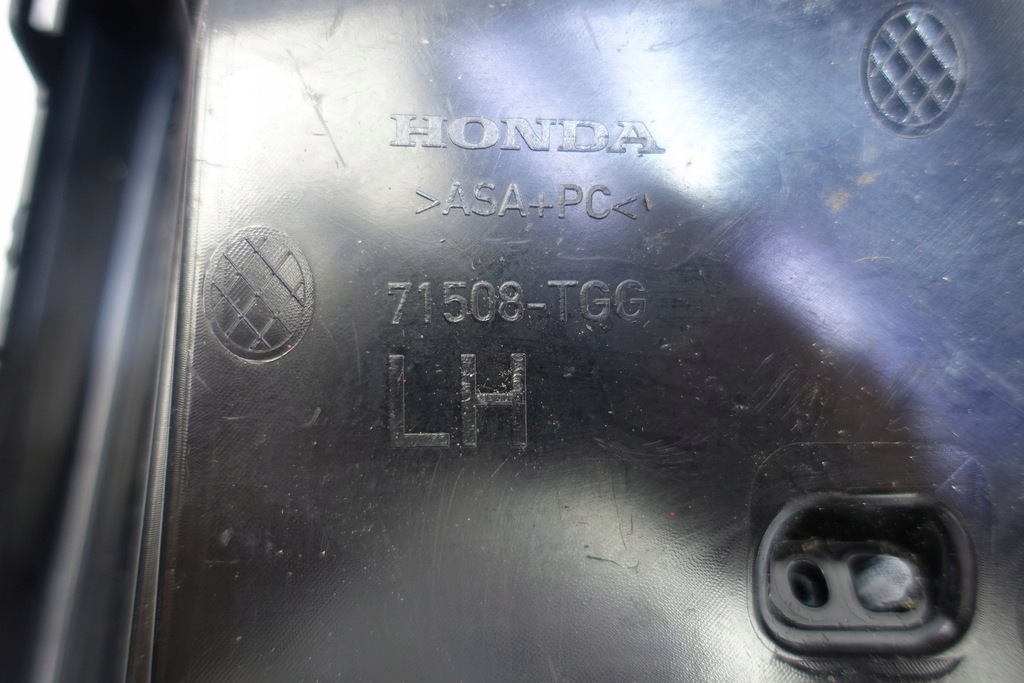 HONDA
>ASA+PC<
71508-TGG
LH